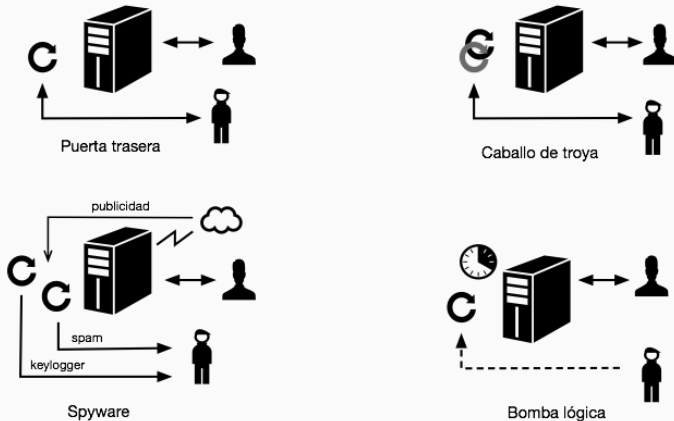 Puerta trasera
Caballo de troya
publicidad
spam
keylogger
Spyware
Bomba lógica